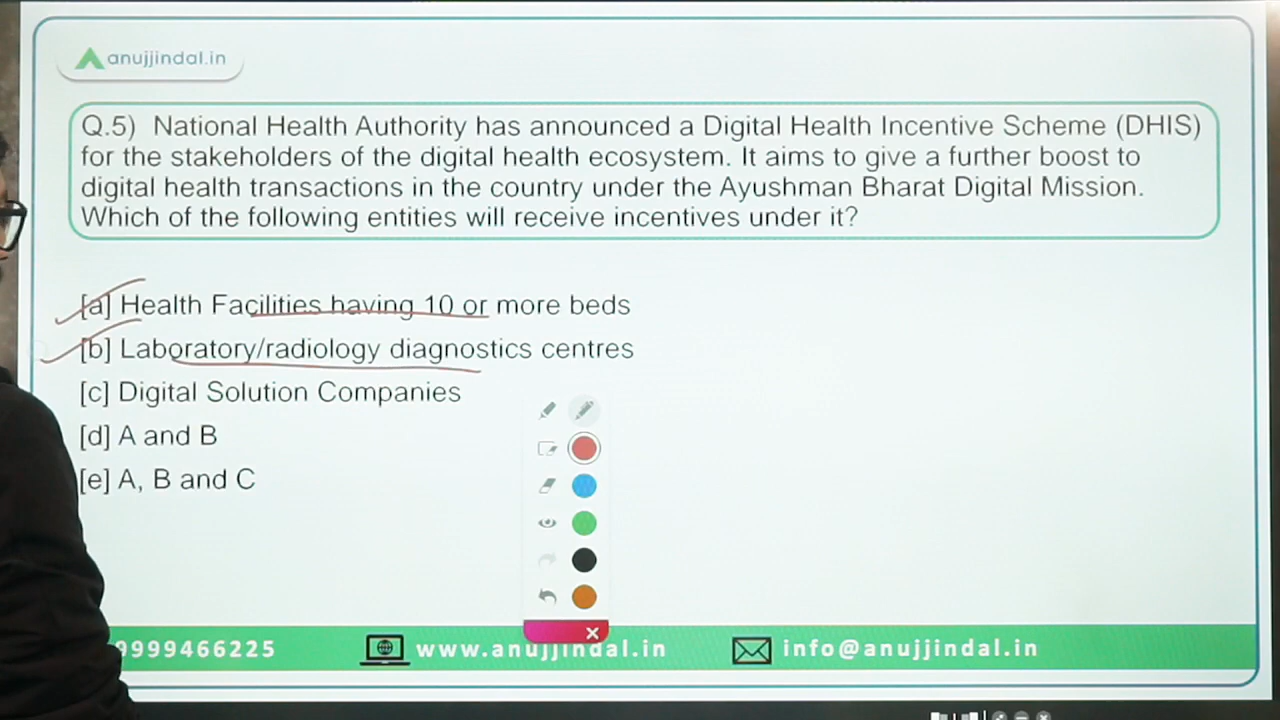 anujjindal.in
Q.5) National Health Authority has announced a Digital Health Incentive Scheme (DHIS)
for the stakeholders of the digital health ecosystem. It aims to give a further boost to
digital health transactions in the country under the Ayushman Bharat Digital Mission.
Which of the following entities will receive incentives under it?
[a] Health Facilities having 10 or more beds
[b] Laboratory/radiology diagnostics centres
[c] Digital Solution Companies
[d] A and B
[e] A, B and C
9999466225 www.anujjindal.in info@anujjindal.in